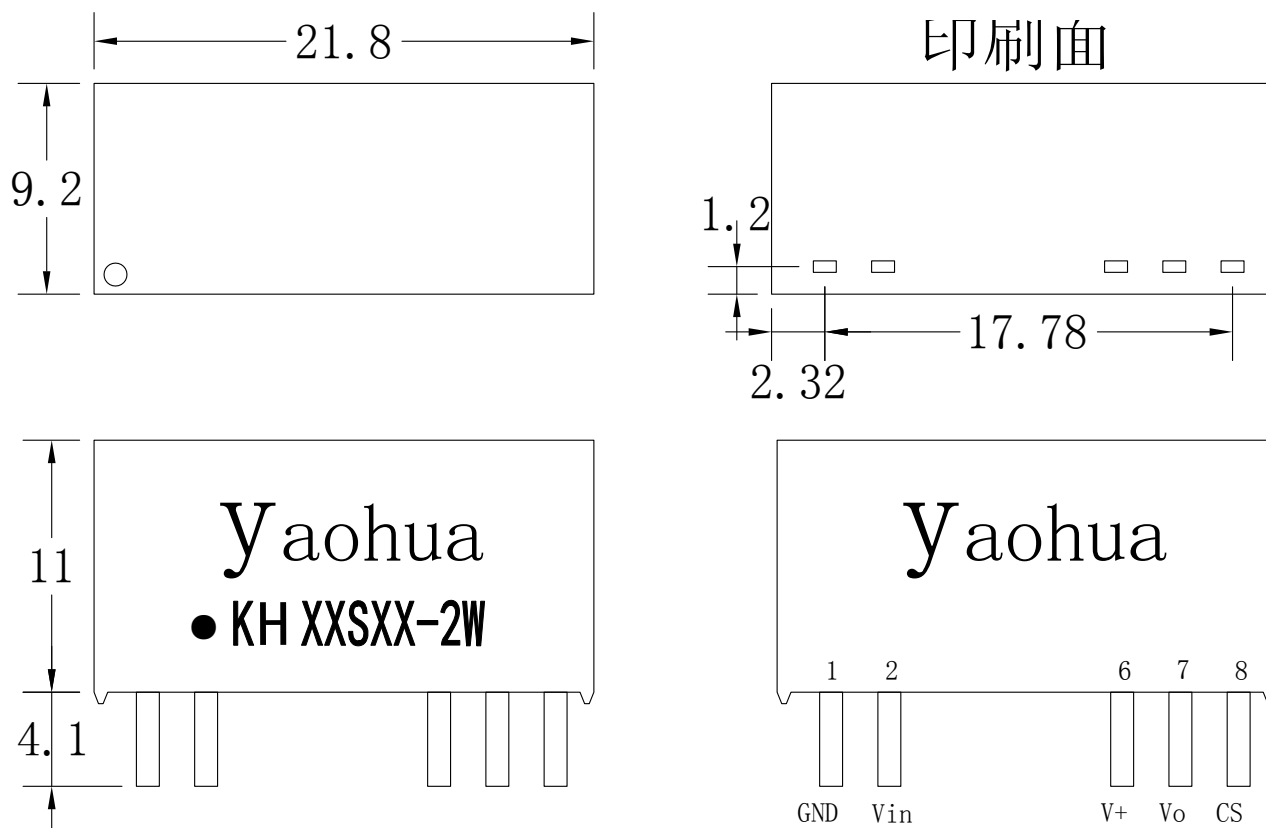 21.8
印刷面
9.2
1.2
17.78
2.32
yaohua
yaohua
11
●KH XXSXX-2W
1 2 6 7 8
4.1
GND Vin V+ Vo CS